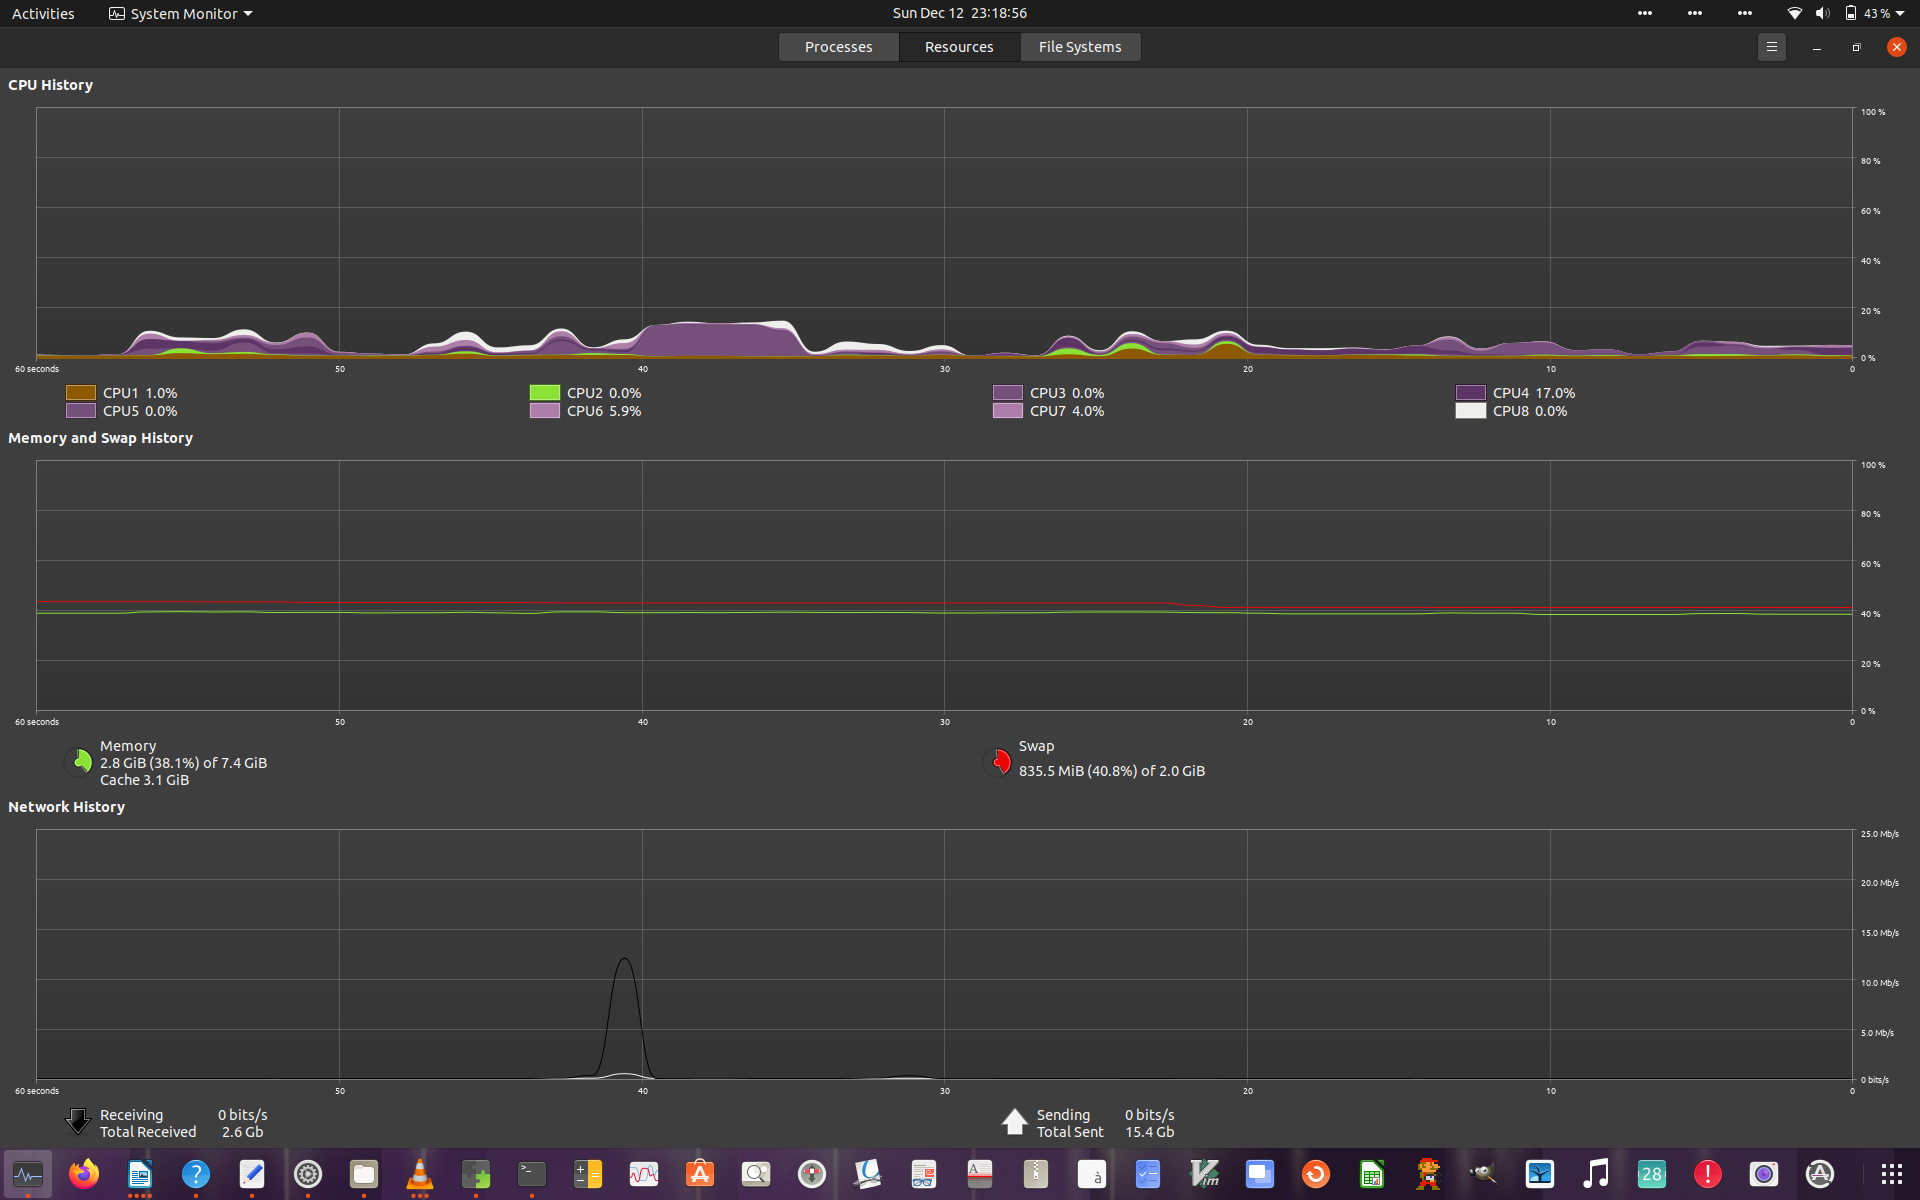 Activities System Monitor Sun Dec 12 23:18:56 43 %
Processes Resources File Systems
CPU History
100 %
80 %
60 %
40 %
20 %
0 %
60 seconds 50 40 30 20 10 0
CPU1 1.0% CPU2 0.0% CPU3 0.0% CPU4 17.0%
CPU5 0.0% CPU6 5.9% CPU7 4.0% CPU8 0.0%
Memory and Swap History
100 %
80 %
60 %
40 %
20 %
0 %
60 seconds 50 40 30 20 10 0
Memory
2.8 GiB (38.1%) of 7.4 GiB
Cache 3.1 GiB
Swap
835.5 MiB (40.8%) of 2.0 GiB
Network History
25.0 Mb/s
20.0 Mb/s
15.0 Mb/s
10.0 Mb/s
5.0 Mb/s
0 bits/s
60 seconds 50 40 30 20 10 0
Receiving 0 bits/s
Total Received 2.6 Gb
Sending 0 bits/s
Total Sent 15.4 Gb
? >_ A à Vim 28 !